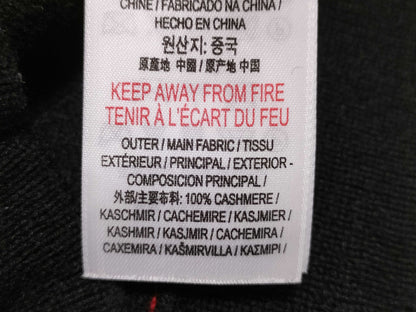 CHINE / FABRICADO NA CHINA /
HECHO EN CHINA
원산지: 중국
原產地 中國 / 原产地 中国
KEEP AWAY FROM FIRE
TENIR À L'ÉCART DU FEU
OUTER / MAIN FABRIC / TISSU
EXTÉRIEUR / PRINCIPAL / EXTERIOR -
COMPOSICIÓN PRINCIPAL /
外部/主要布料: 100% CASHMERE /
KASCHMIR / CACHEMIRE / KASJMIER /
KASHMIR / KASJMIR / CACHEMIRA /
CAXEMIRA / KAŠMIRVILLA / ΚΑΣΜΙΡΙ /